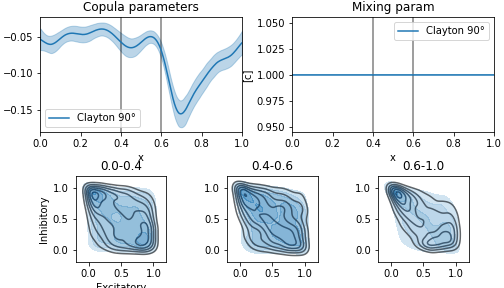 Copula parameters
Mixing param
−0.05
−0.10
−0.15
Clayton 90°
0.0 0.2 0.4 0.6 0.8 1.0
x
1.050
1.025
1.000
0.975
0.950
[c]
Clayton 90°
0.0 0.2 0.4 0.6 0.8 1.0
x
0.0-0.4
0.4-0.6
0.6-1.0
Inhibitory
1.0
0.5
0.0
0.0 0.5 1.0
Excitatory
1.0
0.5
0.0
0.0 0.5 1.0
1.0
0.5
0.0
0.0 0.5 1.0